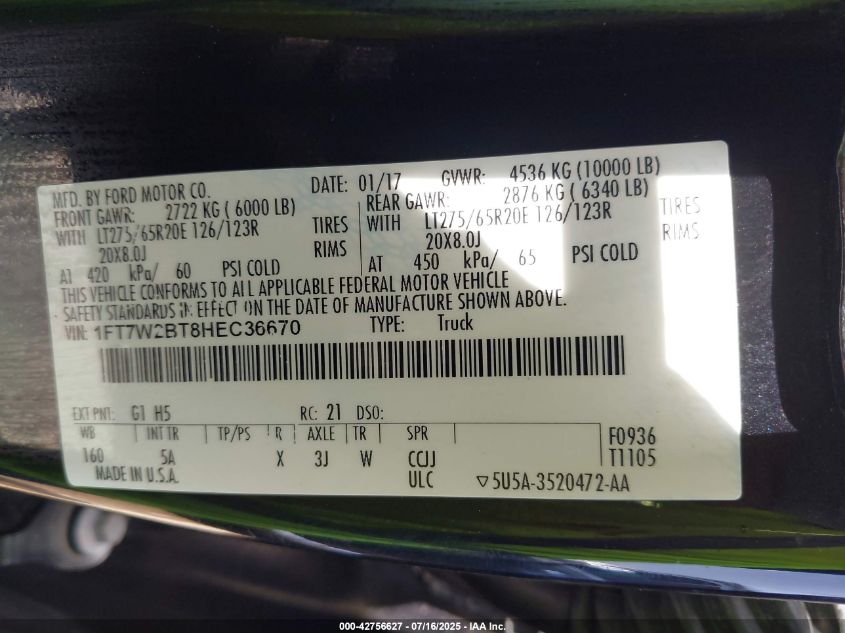 MFD. BY FORD MOTOR CO. DATE: 01/17 GVWR: 4536 KG (10000 LB)
FRONT GAWR: 2722 KG ( 6000 LB) REAR GAWR: 2876 KG ( 6340 LB)
WITH LT275/65R20E 126/123R TIRES WITH LT275/65R20E 126/123R TIRES
20X8.0J RIMS 20X8.0J RIMS
AT 420 kPa/ 60 PSI COLD AT 450 kPa/ 65 PSI COLD
THIS VEHICLE CONFORMS TO ALL APPLICABLE FEDERAL MOTOR VEHICLE
SAFETY STANDARDS IN EFFECT ON THE DATE OF MANUFACTURE SHOWN ABOVE.
VIN: 1FT7W2BT8HEC36670 TYPE: Truck
EXT PNT: G1 H5 RC: 21 DSO:
WB INT TR TP/PS R AXLE TR SPR F0936
160 5A X 3J W CCJJ T1105
MADE IN U.S.A. ULC ▽5U5A-3520472-AA
000-42756627 - 07/16/2025 - IAA Inc.